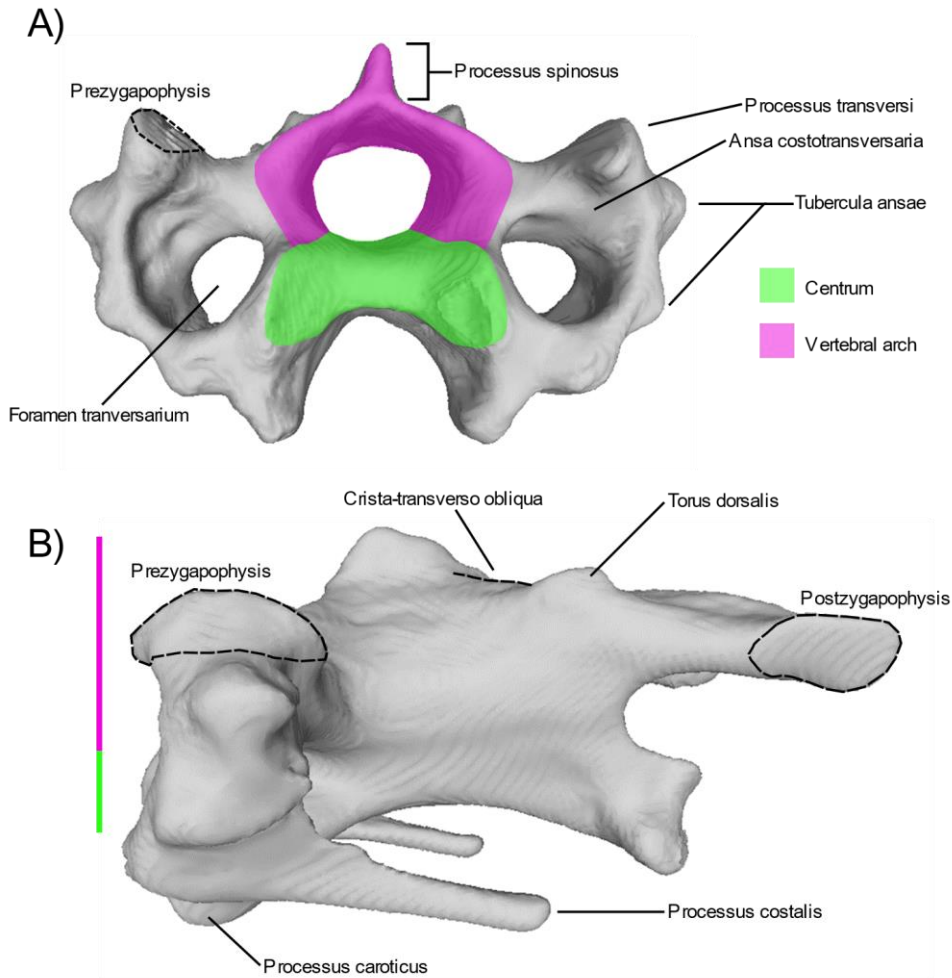 A)
Processus spinosus
Prezygapophysis
Processus transversi
Ansa costotransversaria
Tubercula ansae
Centrum
Vertebral arch
Foramen tranversarium
Crista-transverso obliqua
Torus dorsalis
B)
Prezygapophysis
Postzygapophysis
Processus costalis
Processus caroticus